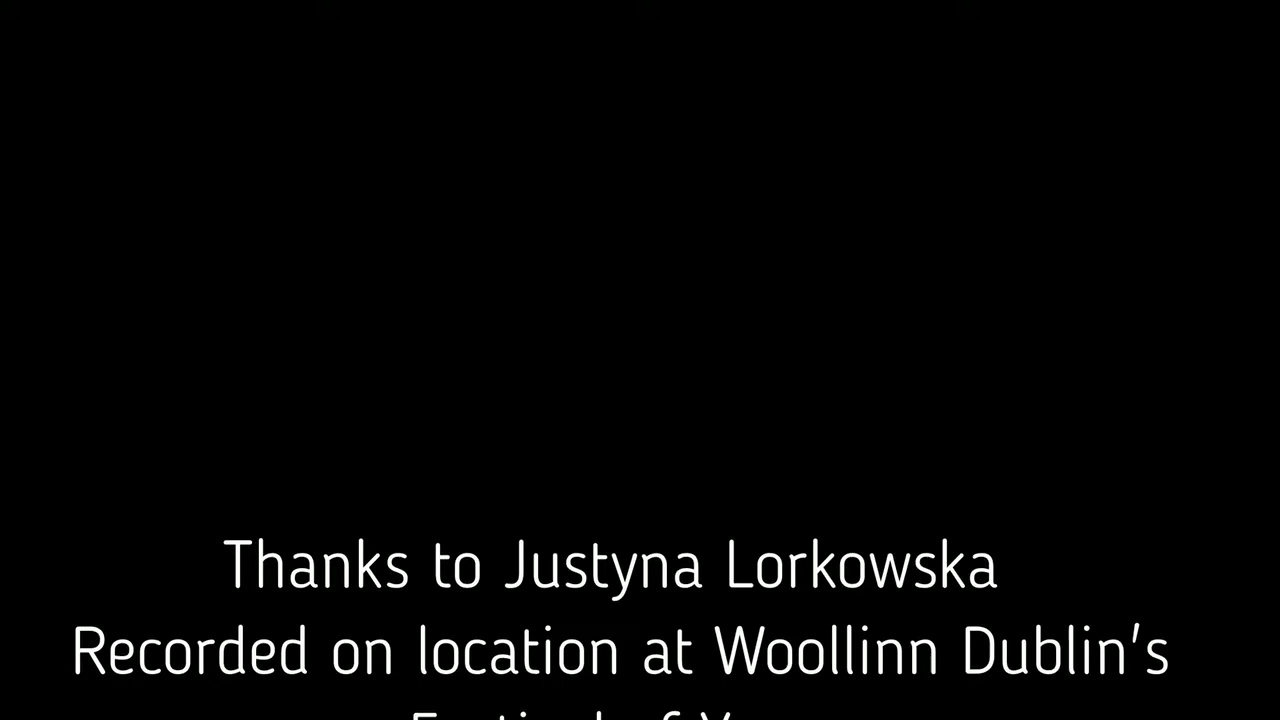 Thanks to Justyna Lorkowska
Recorded on location at Woollinn Dublin's